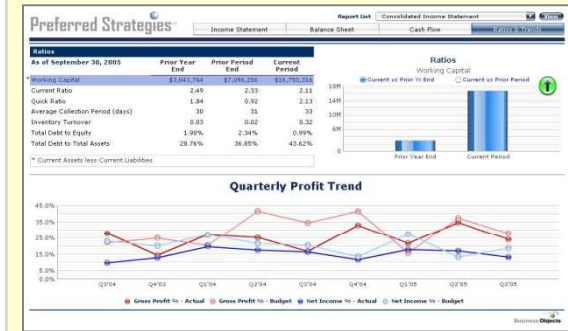 Preferred Strategies
Report List Consolidated Income Statement View
Income Statement Balance Sheet Cash Flow Ratios & Trends
Ratios
As of September 30, 2005 Prior Year End Prior Period End Current Period
* Working Capital $3,043,764 $7,096,256 $16,750,316
Current Ratio 2.49 2.33 2.11
Quick Ratio 1.84 0.92 2.13
Average Collection Period (days) 30 31 33
Inventory Turnover 0.03 0.02 0.32
Total Debt to Equity 1.90% 2.34% 0.99%
Total Debt to Total Assets 28.76% 36.85% 43.62%
* Current Assets less Current Liabilities
Ratios
Working Capital
Current vs Prior Yr End Current vs Prior Period
18M
14M
10M
6M
0
Prior Year End Current Period
Quarterly Profit Trend
45.0%
35.0%
25.0%
15.0%
5.0%
0.0%
Q3'04 Q4'03 Q1'04 Q2'04 Q3'04 Q4'04 Q1'05 Q2'05 Q3'05
Gross Profit % - Actual Gross Profit % - Budget Net Income % - Actual Net Income % - Budget
Business Objects